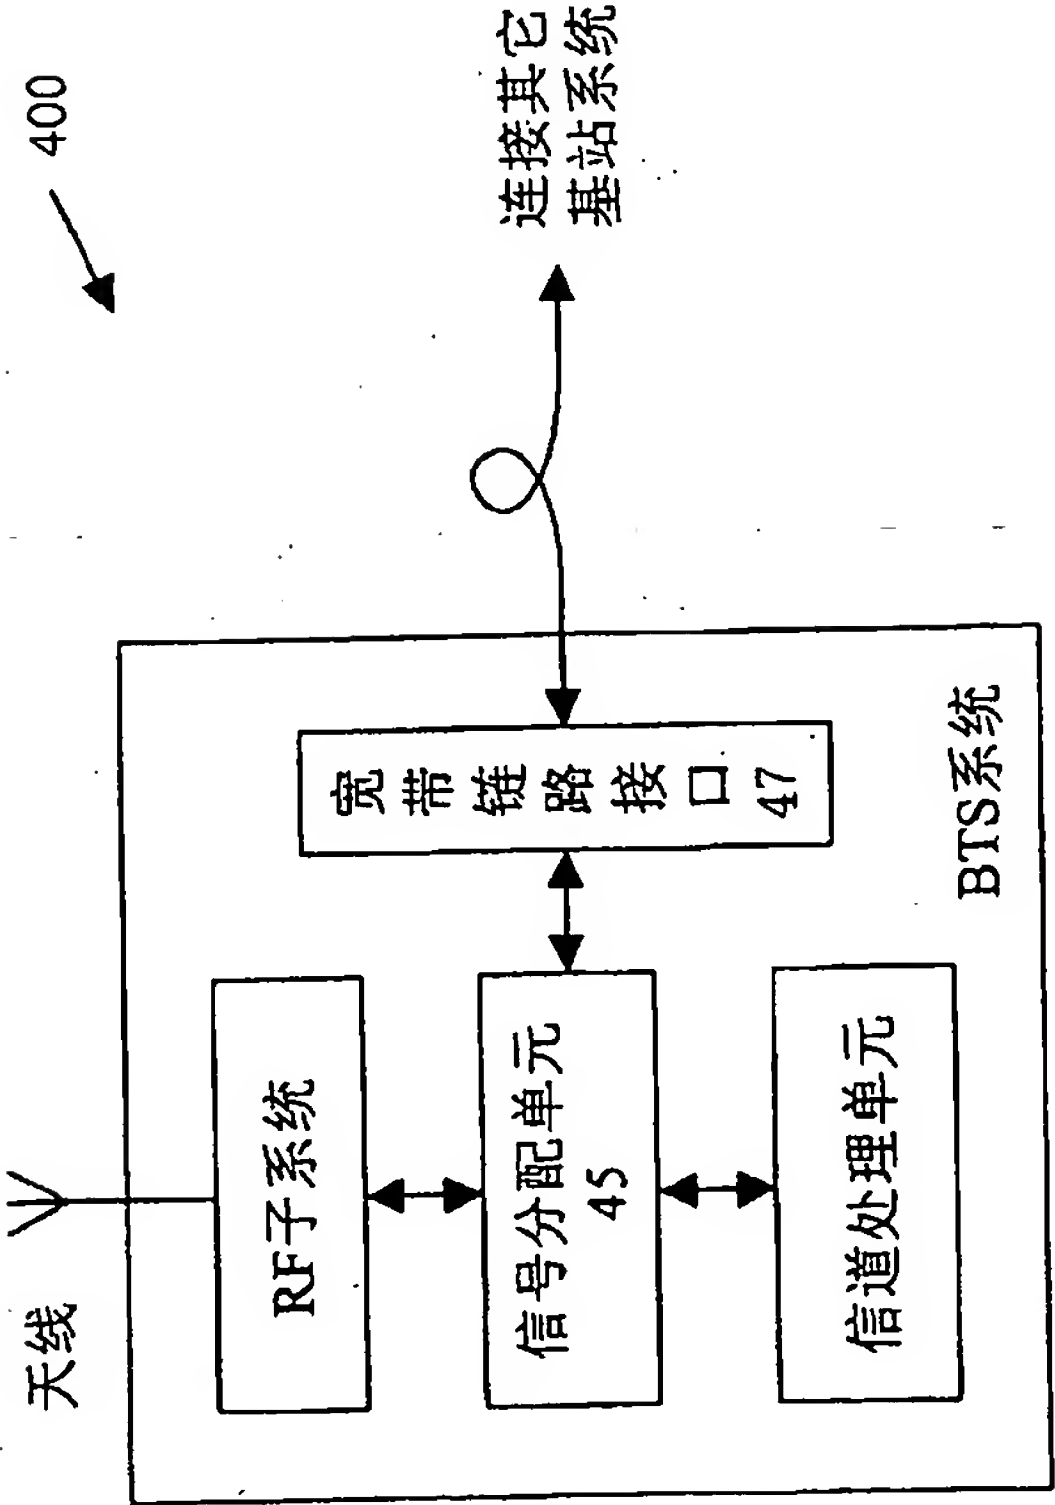 400
天线
RF子系统
信号分配单元
45
信道处理单元
宽带链路接口
47
BTS系统
连接其它
基站系统